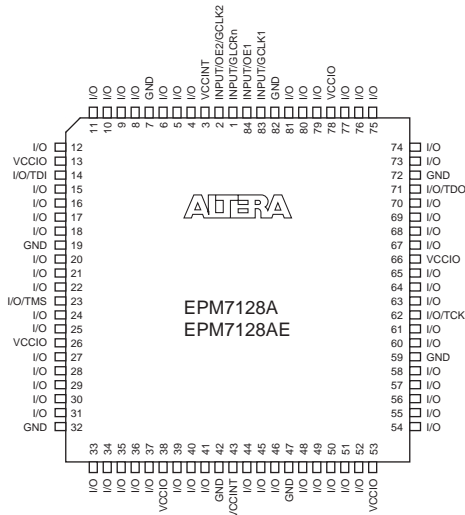 I/O I/O I/O I/O GND I/O I/O I/O VCCINT INPUT/OE2/GCLK2 INPUT/GLCRn INPUT/OE1 INPUT/GCLK1 GND I/O I/O I/O VCCIO I/O I/O I/O
11 10 9 8 7 6 5 4 3 2 1 84 83 82 81 80 79 78 77 76 75
I/O 12 74 I/O
VCCIO 13 73 I/O
I/O/TDI 14 72 GND
I/O 15 71 I/O/TDO
I/O 16 70 I/O
I/O 17 69 I/O
I/O 18 68 I/O
GND 19 67 I/O
I/O 20 66 VCCIO
I/O 21 65 I/O
I/O 22 64 I/O
I/O/TMS 23 63 I/O
I/O 24 62 I/O/TCK
I/O 25 61 I/O
VCCIO 26 60 I/O
I/O 27 59 GND
I/O 28 58 I/O
I/O 29 57 I/O
I/O 30 56 I/O
I/O 31 55 I/O
GND 32 54 I/O
ALTERA
EPM7128A
EPM7128AE
33 34 35 36 37 38 39 40 41 42 43 44 45 46 47 48 49 50 51 52 53
I/O I/O I/O I/O I/O VCCIO I/O I/O I/O GND VCCINT I/O I/O I/O GND I/O I/O I/O I/O I/O VCCIO